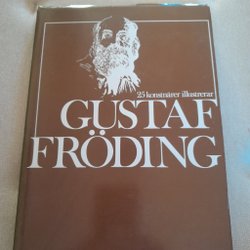 25 konstnärer illustrerar
GUSTAF
FRÖDING